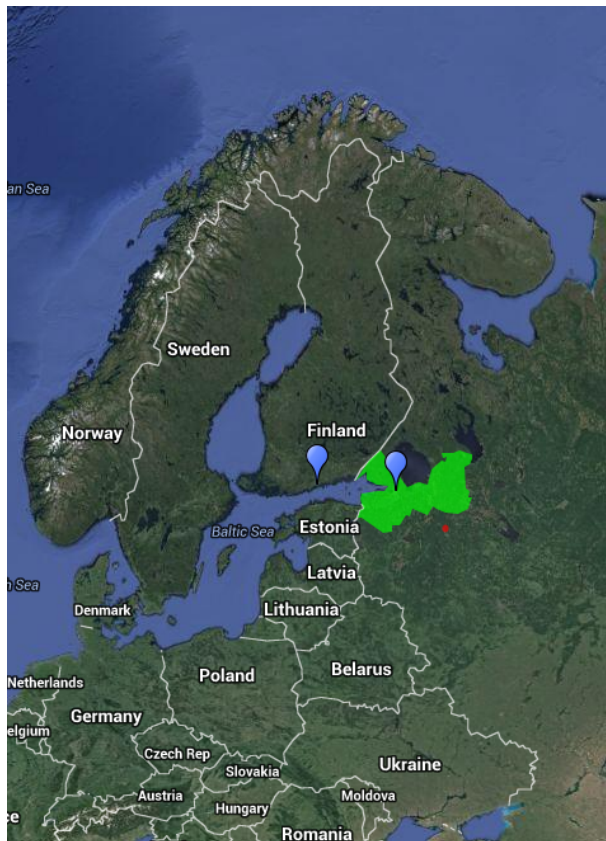 an Sea
Sweden
Norway
Finland
Baltic Sea
Estonia
h Sea
Latvia
Denmark
Lithuania
Netherlands
Poland
Belarus
Germany
elgium
Czech Rep
Ukraine
Slovakia
Austria
Moldova
Hungary
ce
Romania